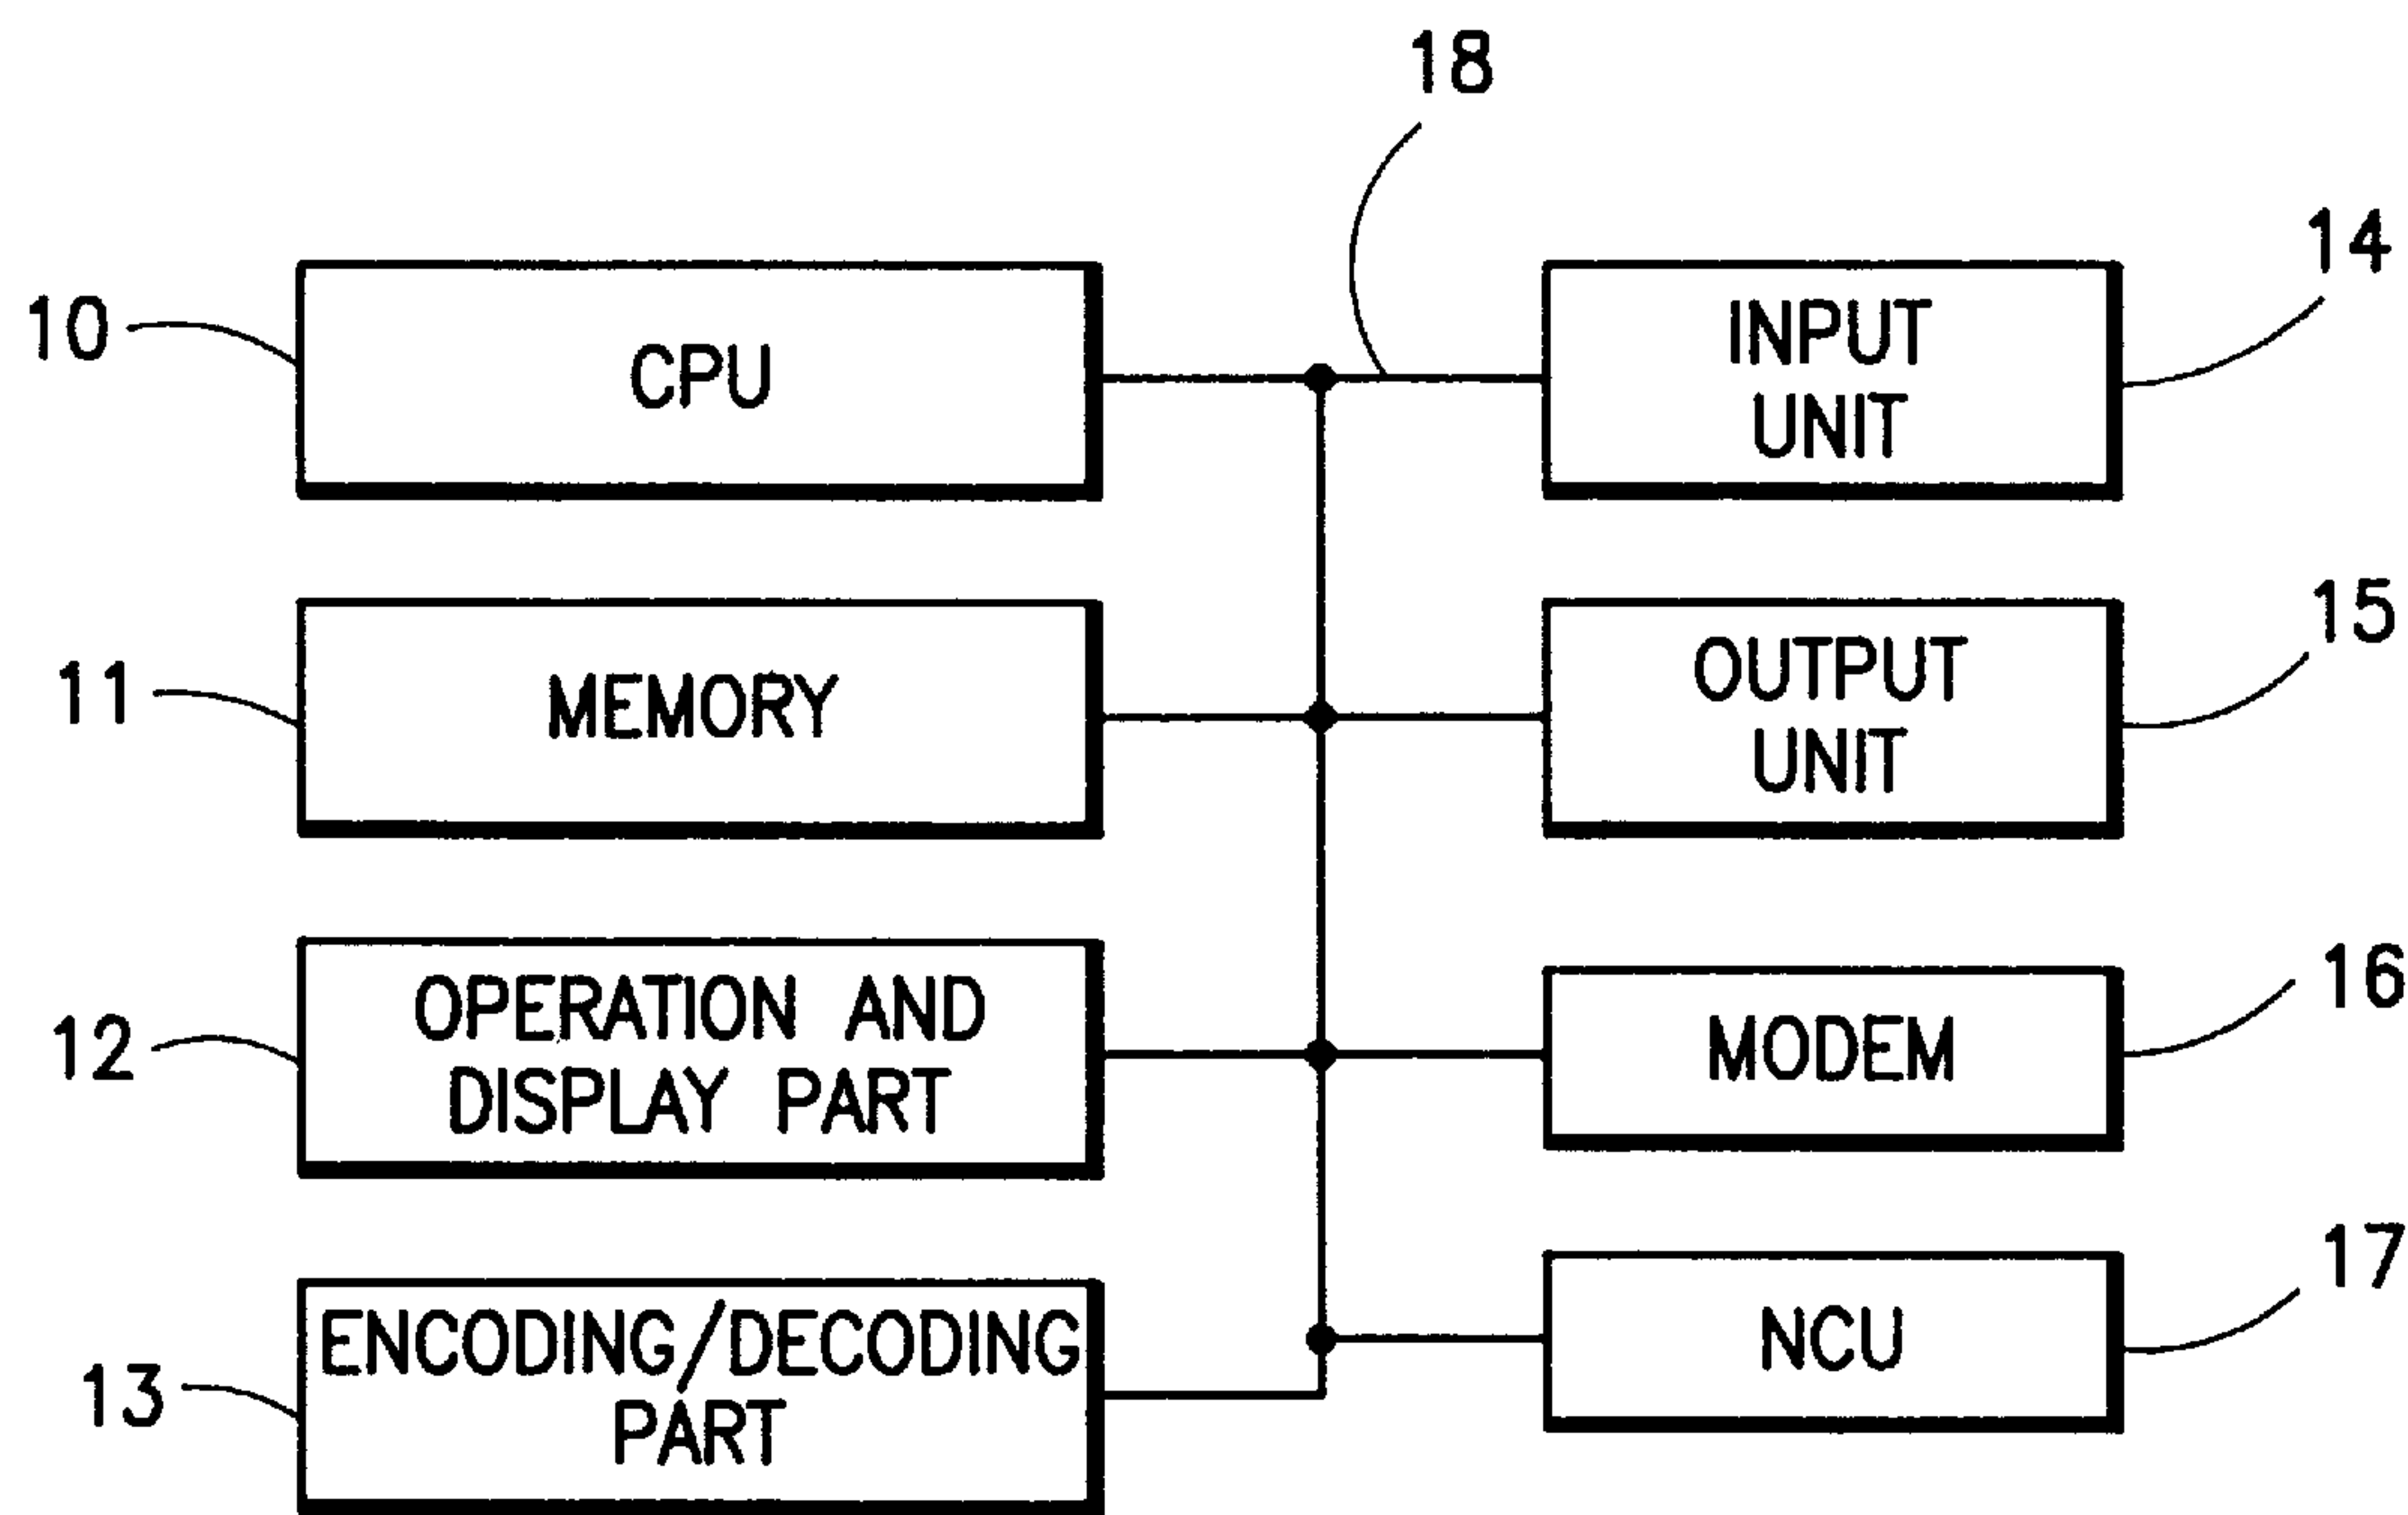 18
10
CPU
INPUT
UNIT
14
11
MEMORY
OUTPUT
UNIT
15
12
OPERATION AND
DISPLAY PART
MODEM
16
13
ENCODING/DECODING
PART
NCU
17